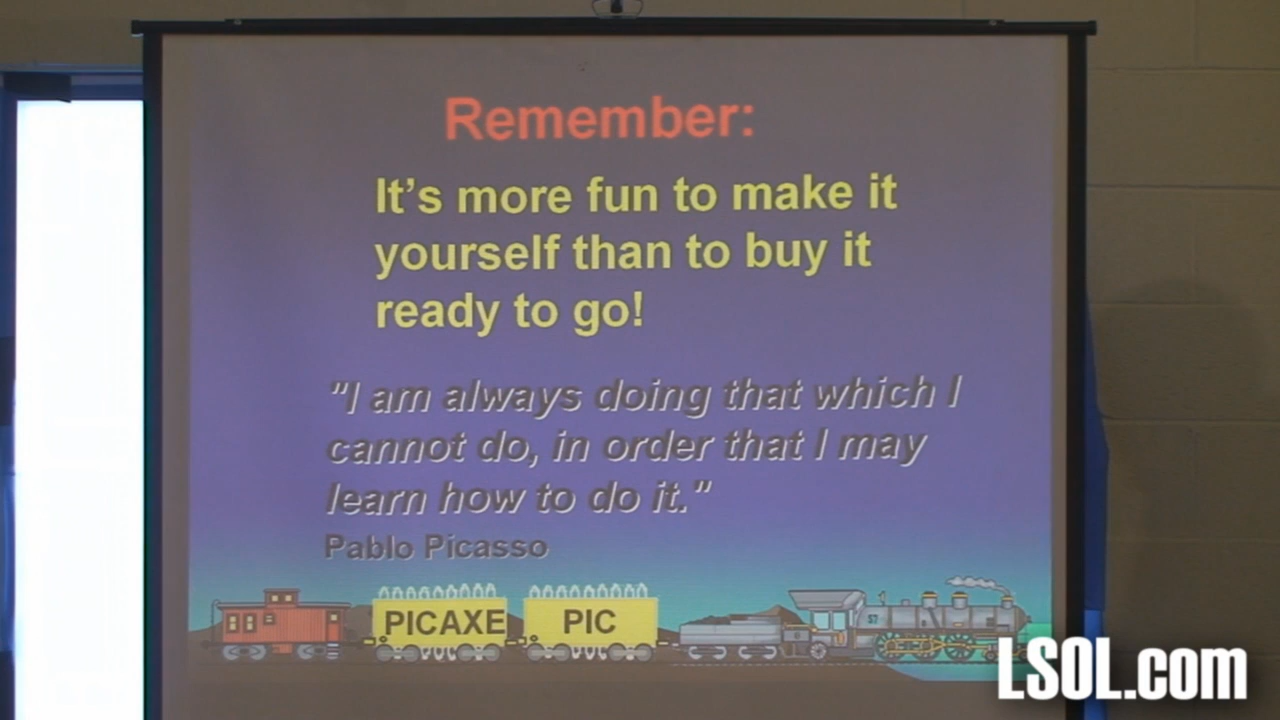 Remember:
It's more fun to make it
yourself than to buy it
ready to go!
"I am always doing that which I
cannot do, in order that I may
learn how to do it."
Pablo Picasso
PICAXE PIC
57
LSOL.com